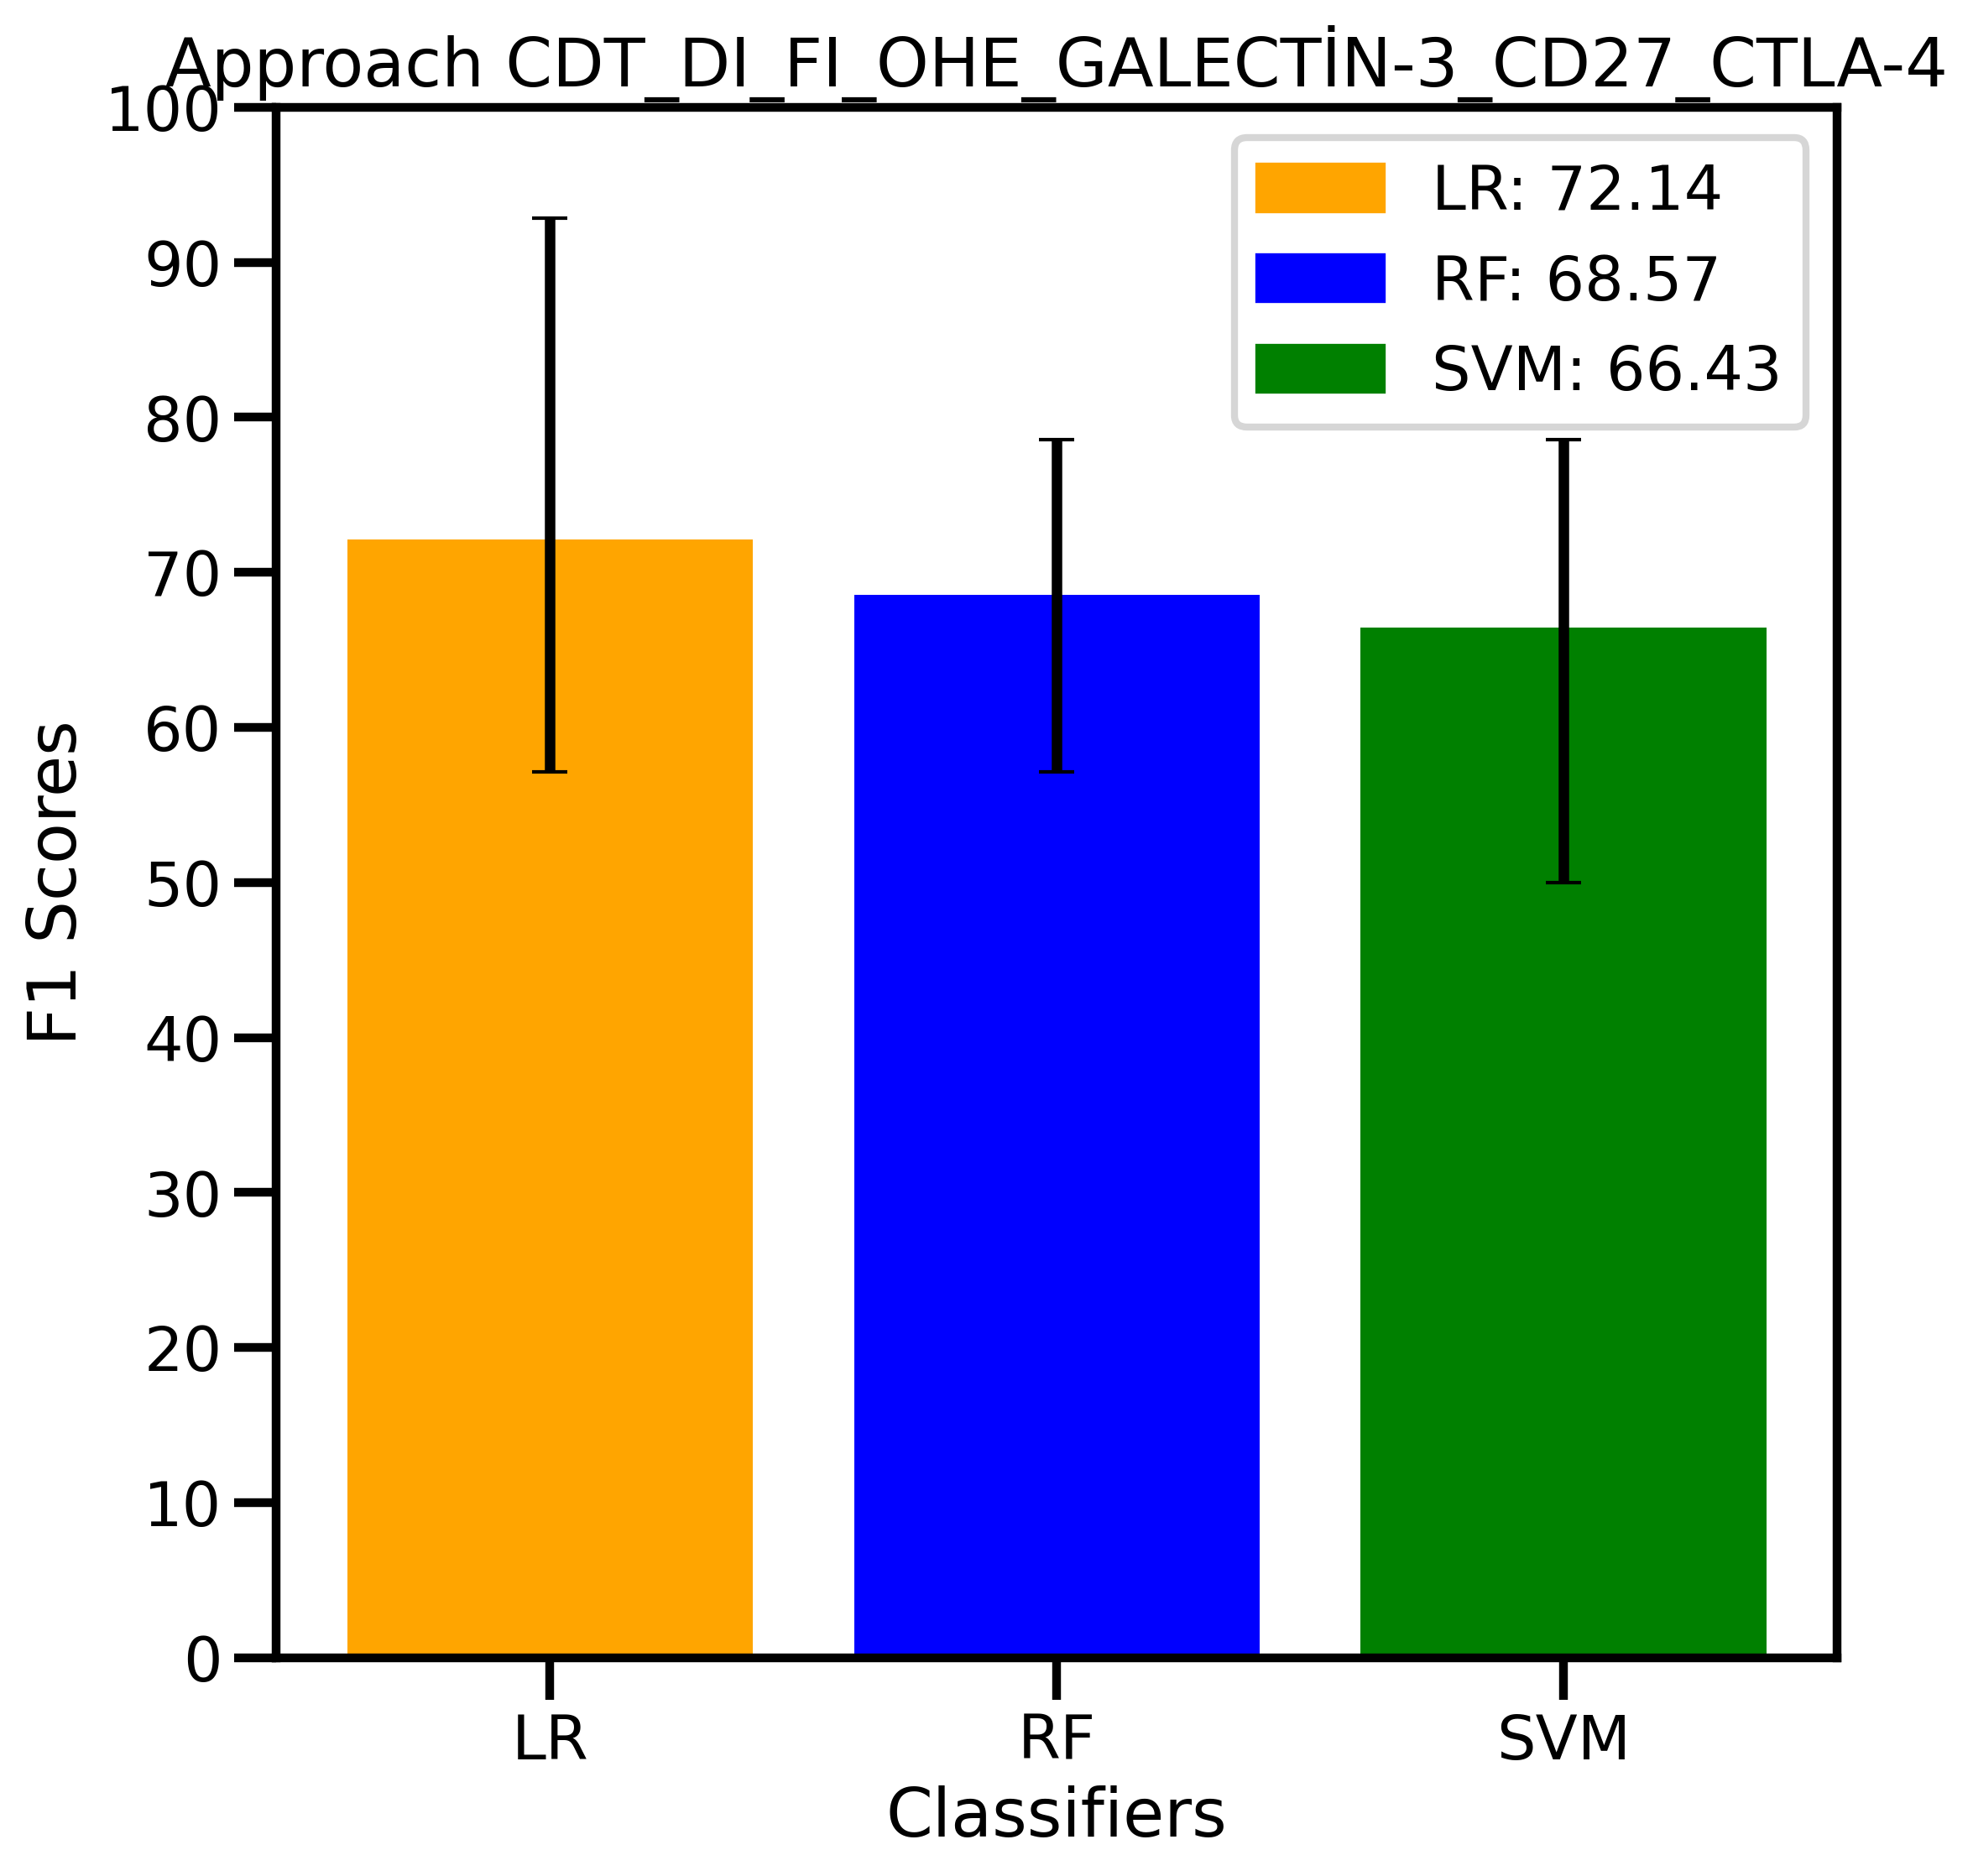 Approach CDT_DI_FI_OHE_GALECTİN-3_CD27_CTLA-4
LR: 72.14
RF: 68.57
SVM: 66.43
F1 Scores
100
90
80
70
60
50
40
30
20
10
0
LR
RF
SVM
Classifiers